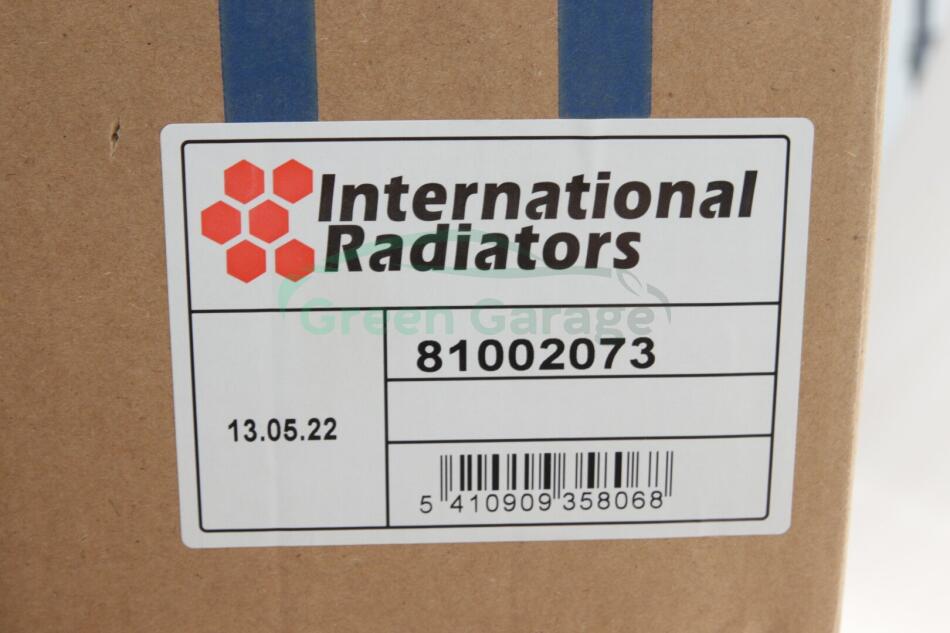 International
Radiators
Green Garage
81002073
13.05.22
5 410909 358068